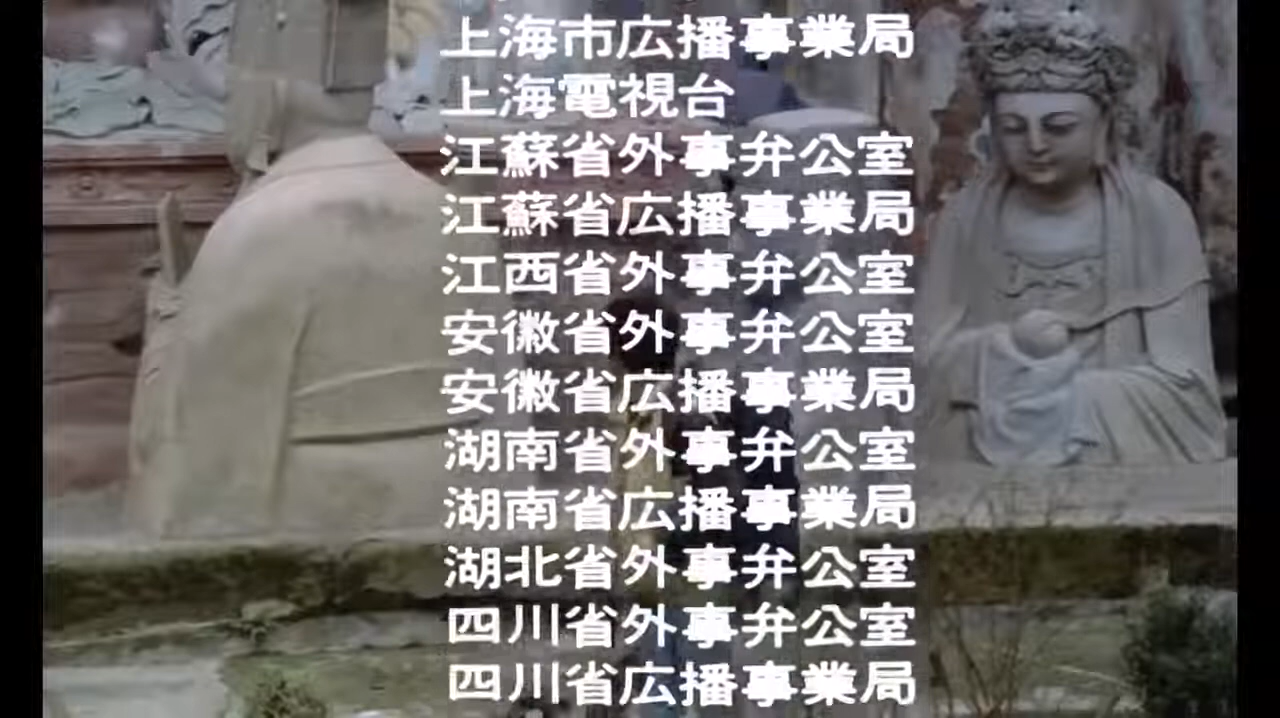 上海市広播事業局
上海電視台
江蘇省外事弁公室
江蘇省広播事業局
江西省外事弁公室
安徽省外事弁公室
安徽省広播事業局
湖南省外事弁公室
湖南省広播事業局
湖北省外事弁公室
四川省外事弁公室
四川省広播事業局